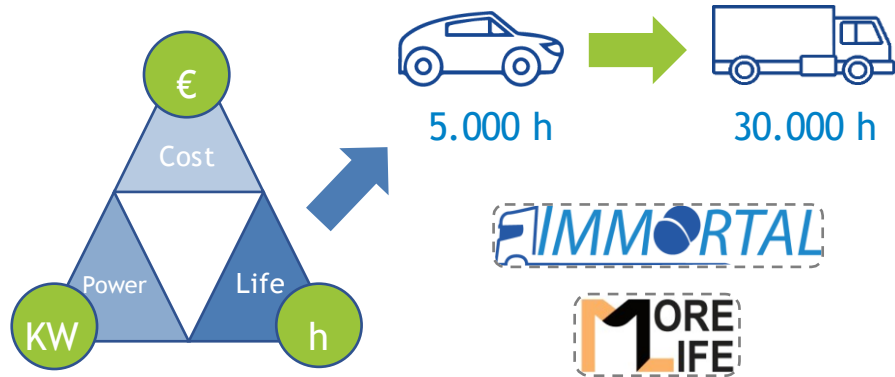 €
Cost
Power
Life
KW
h
5.000 h
30.000 h
IMMORTAL
MORE
LIFE